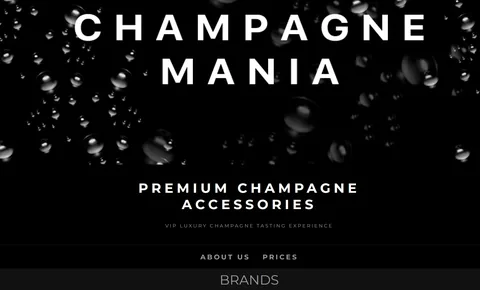 CHAMPAGNE
MANIA
PREMIUM CHAMPAGNE
ACCESSORIES
VIP LUXURY CHAMPAGNE TASTING EXPERIENCE
ABOUT US PRICES
BRANDS